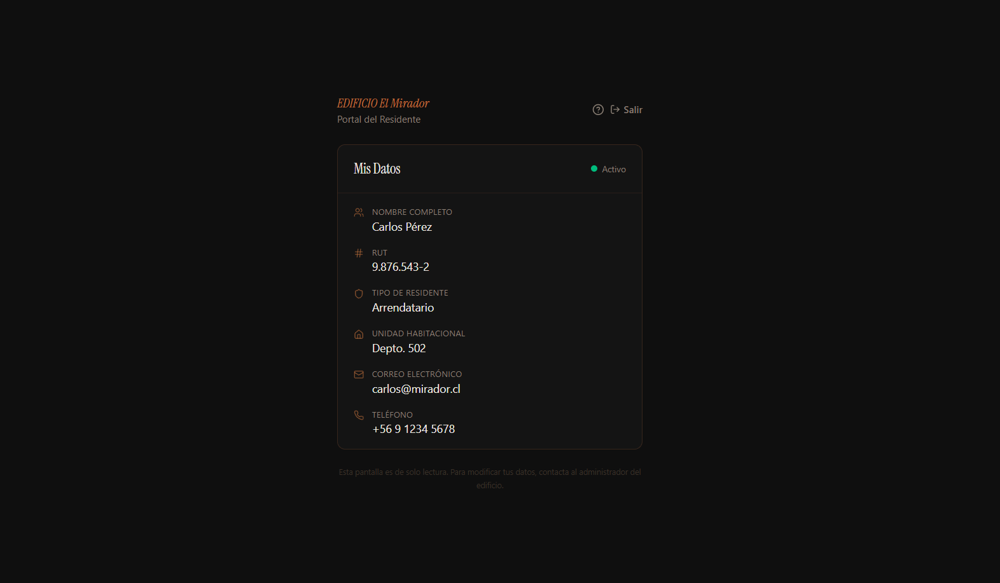 EDIFICIO El Mirador
Portal del Residente
Salir
Mis Datos
Activo
NOMBRE COMPLETO
Carlos Pérez
RUT
9.876.543-2
TIPO DE RESIDENTE
Arrendatario
UNIDAD HABITACIONAL
Depto. 502
CORREO ELECTRÓNICO
carlos@mirador.cl
TELÉFONO
+56 9 1234 5678
Esta pantalla es de solo lectura. Para modificar tus datos, contacta al administrador del
edificio.